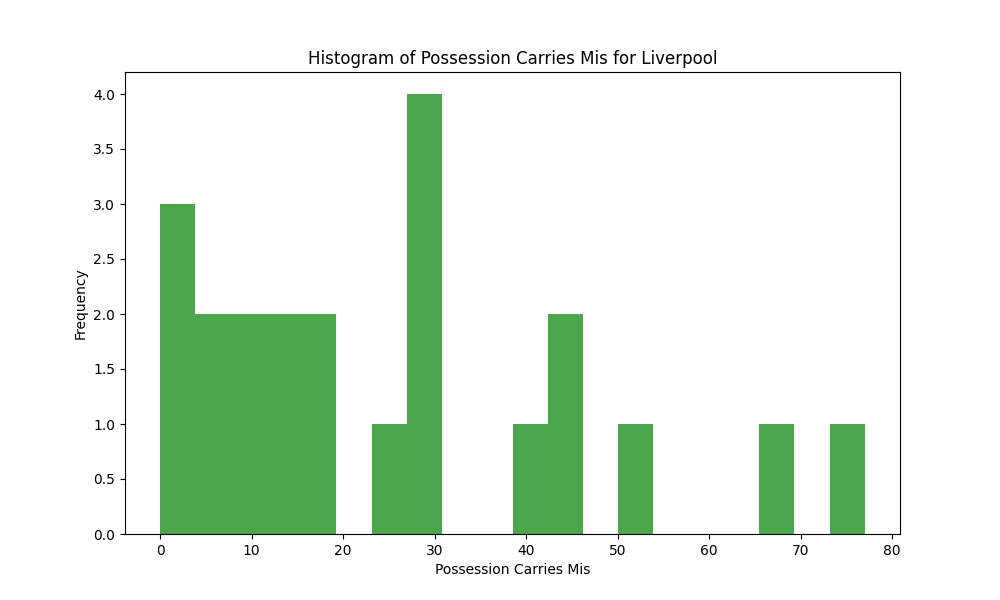 Histogram of Possession Carries Mis for Liverpool
4.0
3.5
3.0
2.5
2.0
1.5
1.0
0.5
0.0
Frequency
0 10 20 30 40 50 60 70 80
Possession Carries Mis